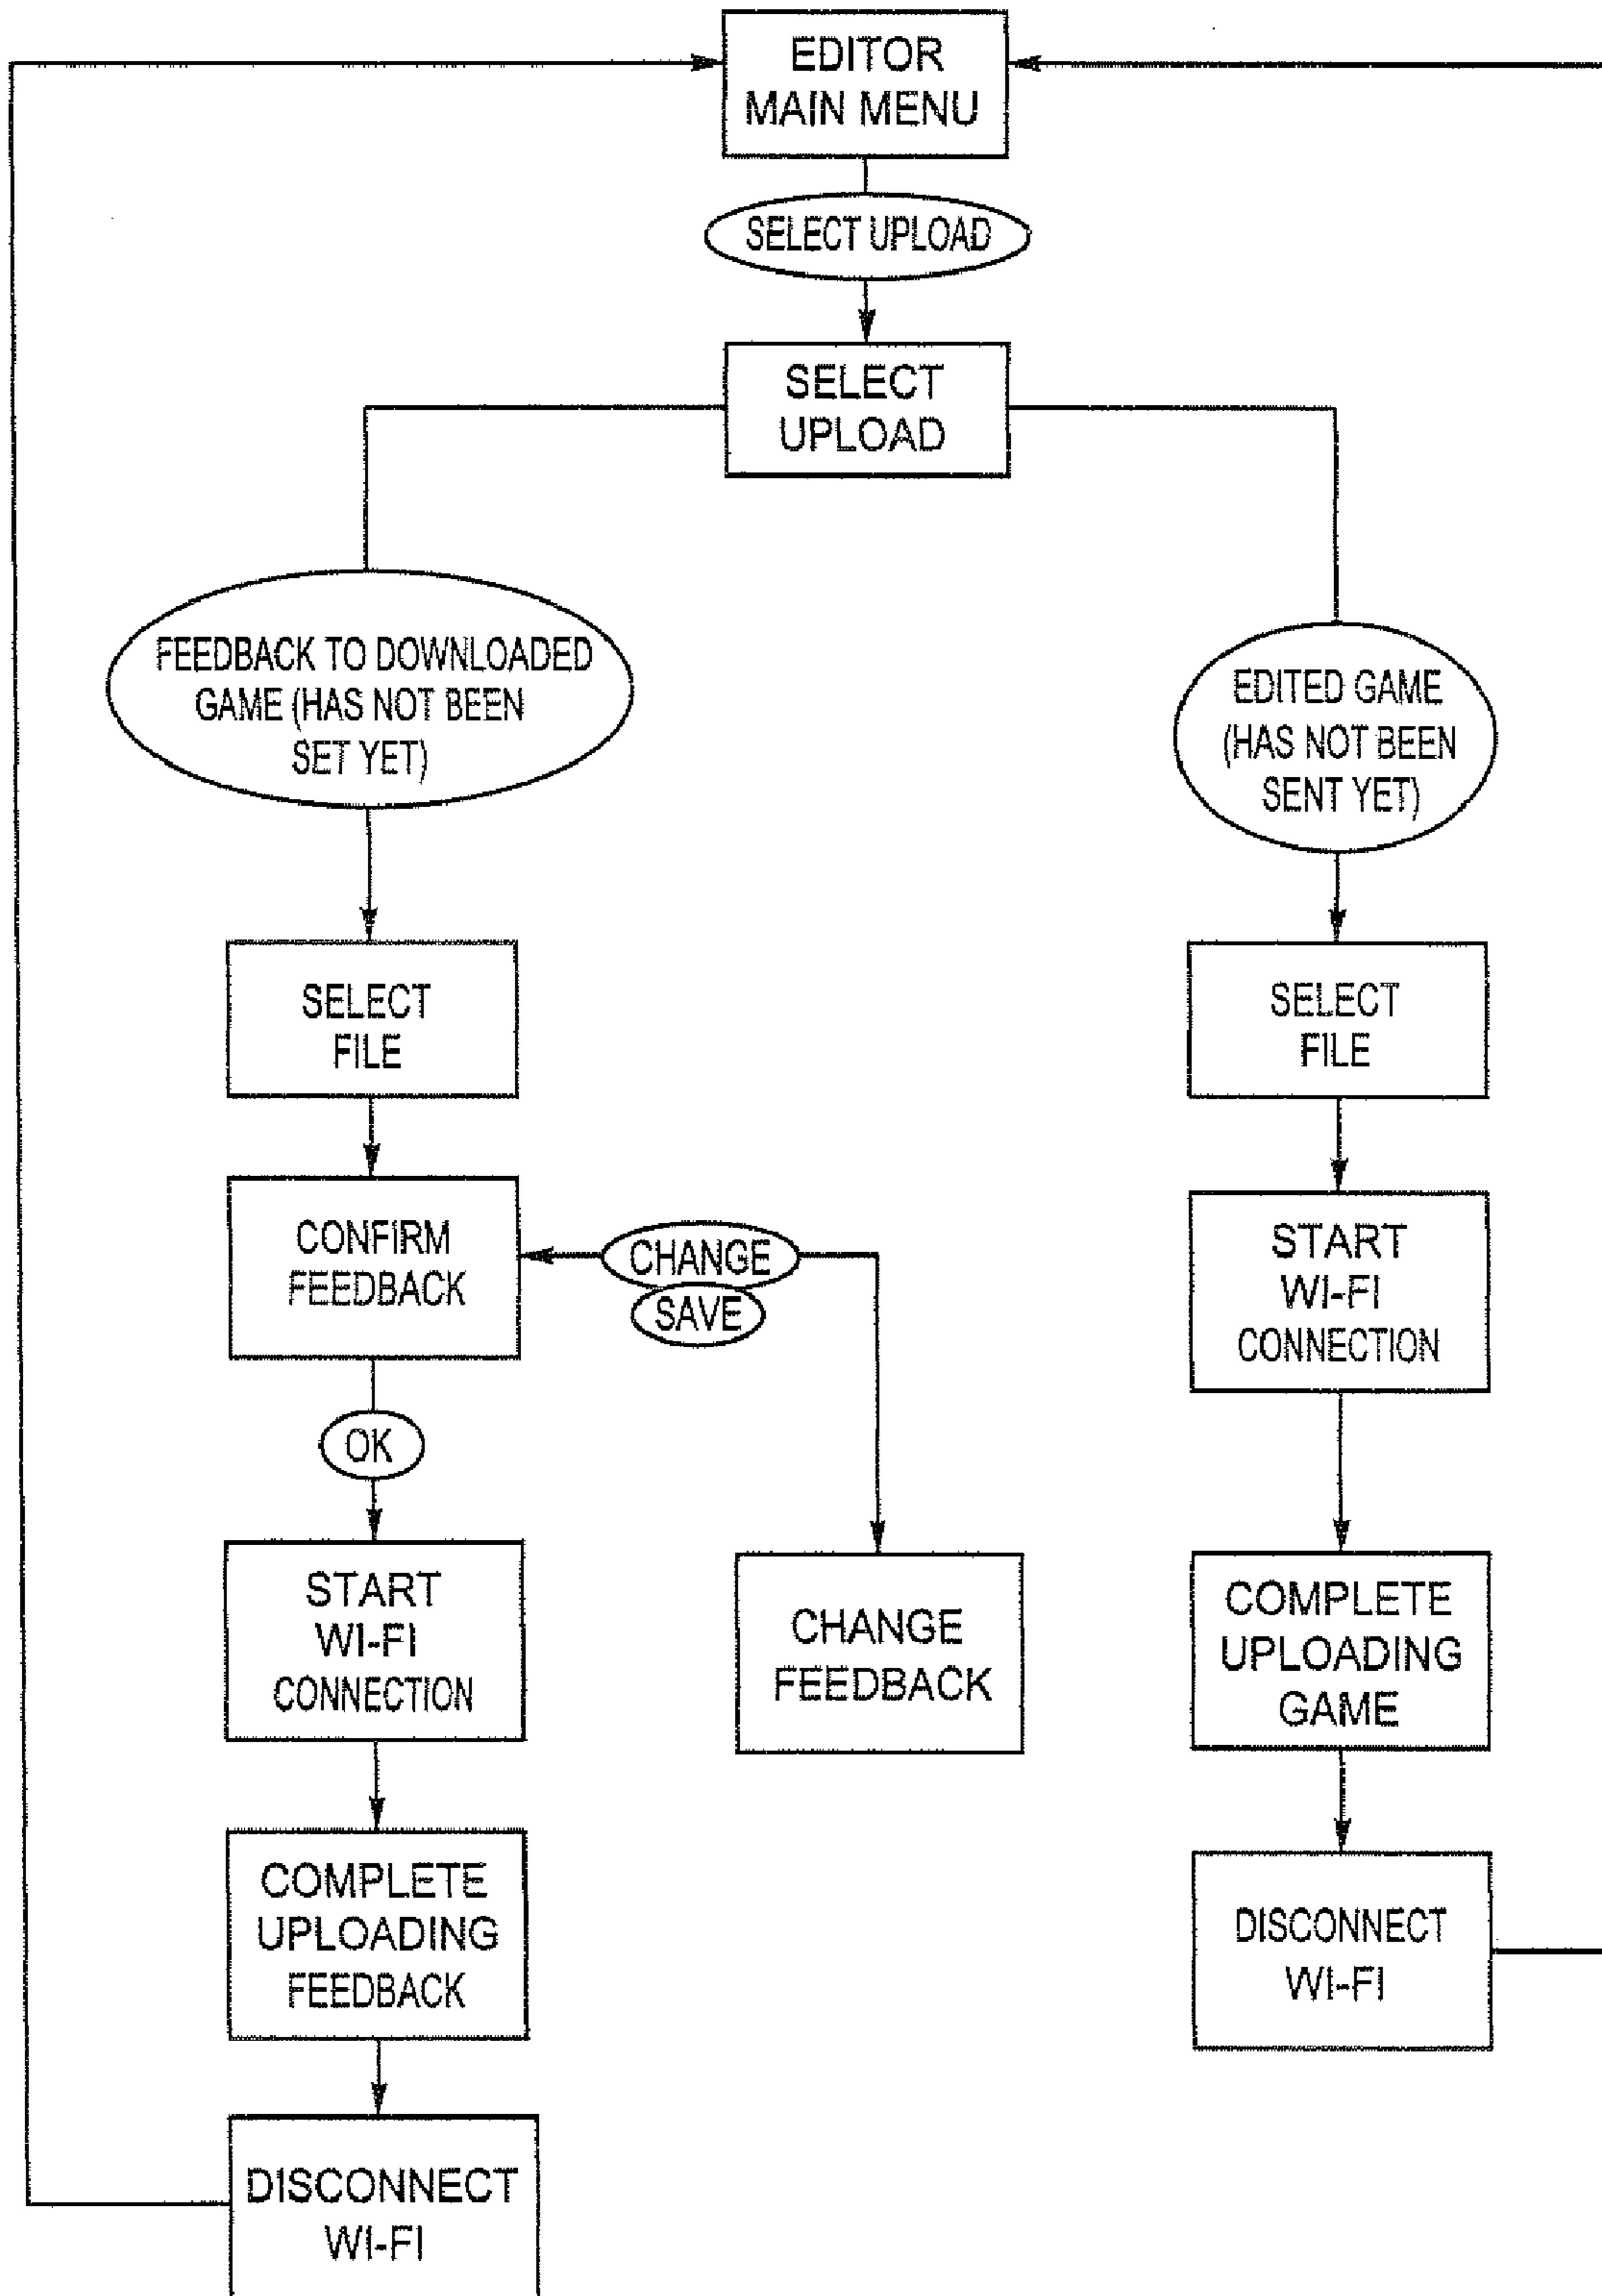 EDITOR
MAIN MENU
SELECT UPLOAD
SELECT
UPLOAD
FEEDBACK TO DOWNLOADED
GAME (HAS NOT BEEN
SET YET)
SELECT
FILE
CONFIRM
FEEDBACK
CHANGE
SAVE
OK
START
WI-FI
CONNECTION
CHANGE
FEEDBACK
COMPLETE
UPLOADING
FEEDBACK
DISCONNECT
WI-FI
EDITED GAME
(HAS NOT BEEN
SENT YET)
SELECT
FILE
START
WI-FI
CONNECTION
COMPLETE
UPLOADING
GAME
DISCONNECT
WI-FI